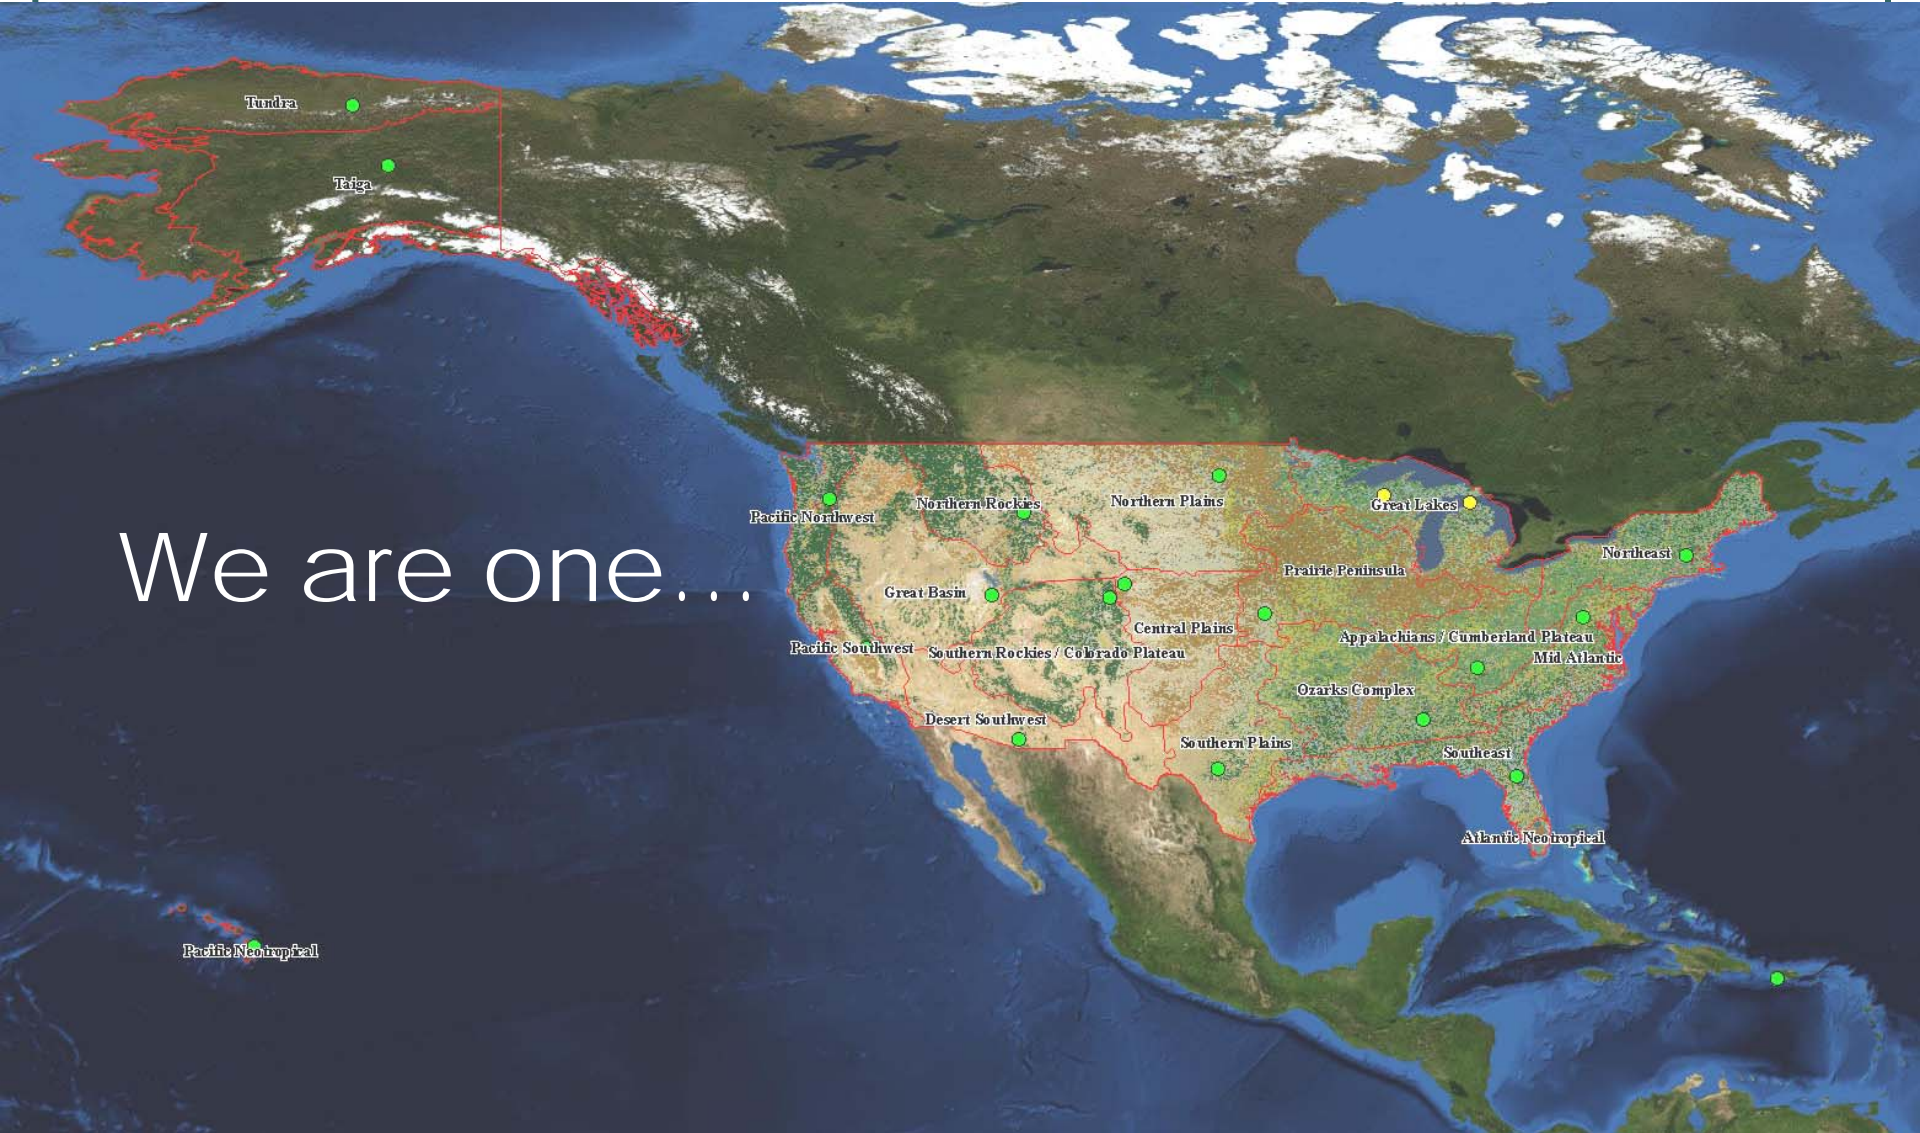 Tundra
Taiga
Pacific Northwest
Northern Rockies
Northern Plains
Great Lakes
Northeast
We are one...
Great Basin
Prairie Peninsula
Central Plains
Appalachians / Cumberland Plateau
Pacific Southwest
Southern Rockies / Colorado Plateau
Mid Atlantic
Ozarks Complex
Desert Southwest
Southern Plains
Southeast
Atlantic Neotropical
Pacific Neotropical